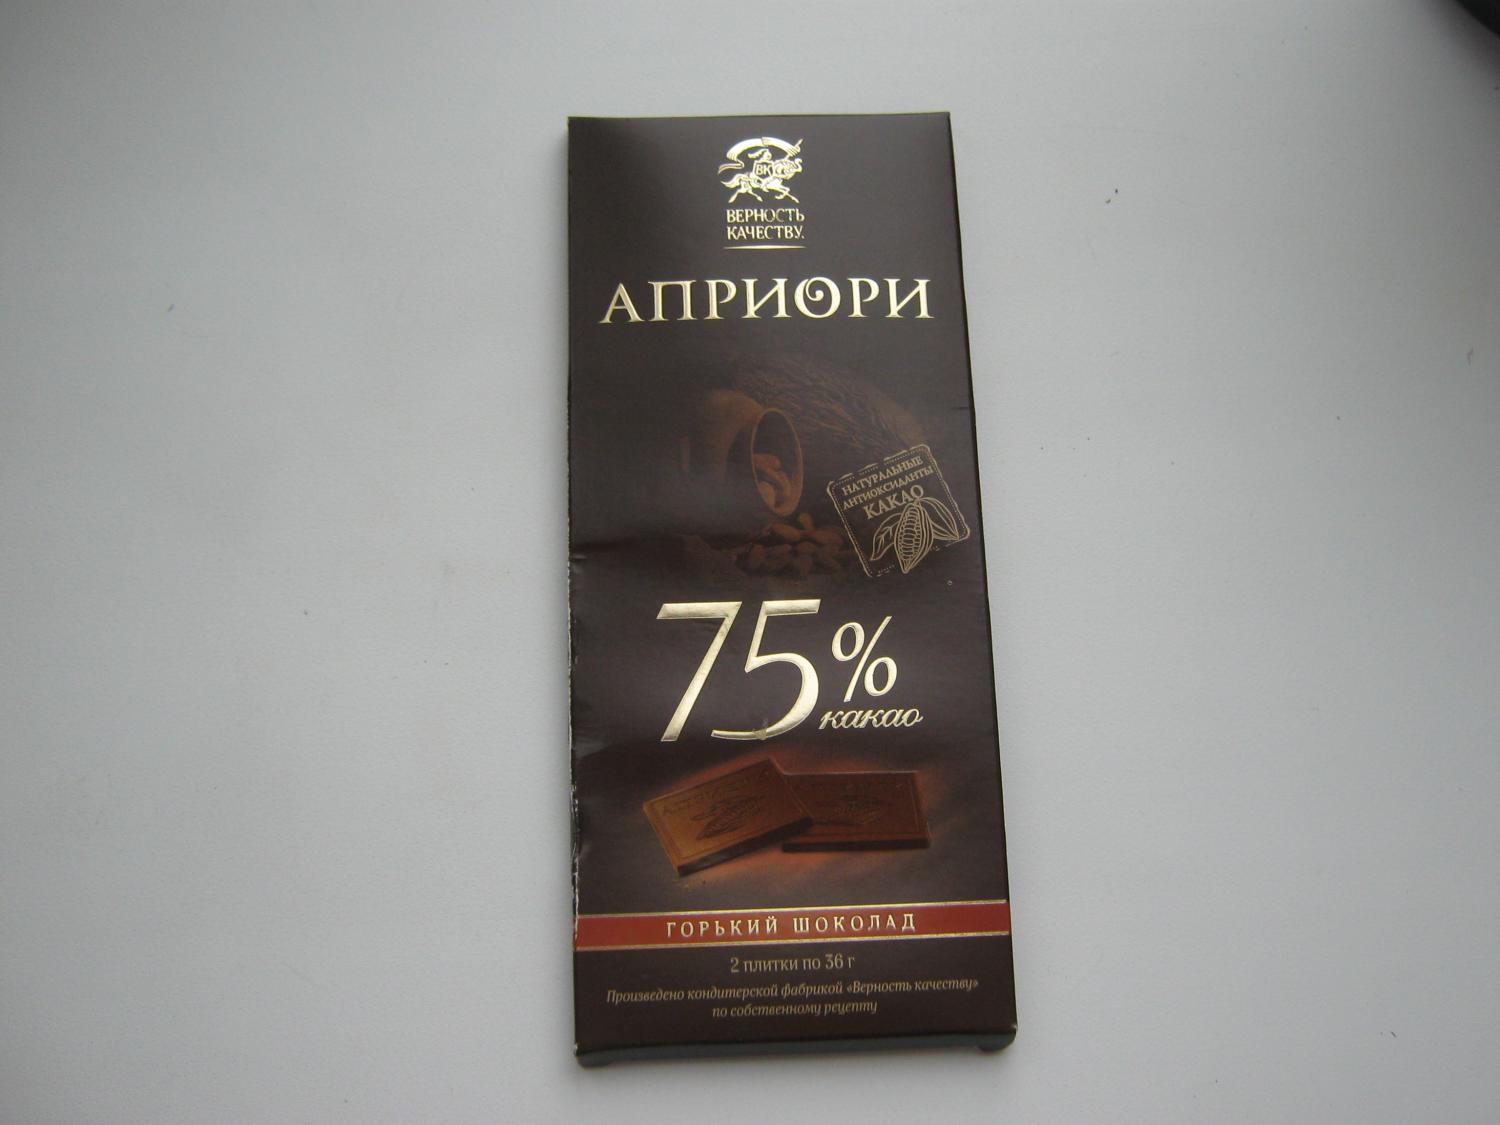 ВК
ВЕРНОСТЬ
КАЧЕСТВУ.
АПРИОРИ
НАТУРАЛЬНЫЕ
АНТИОКСИДАНТЫ
КАКАО
75%
какао
ГОРЬКИЙ ШОКОЛАД
2 плитки по 36 г
Произведено кондитерской фабрикой «Верность качеству»
по собственному рецепту